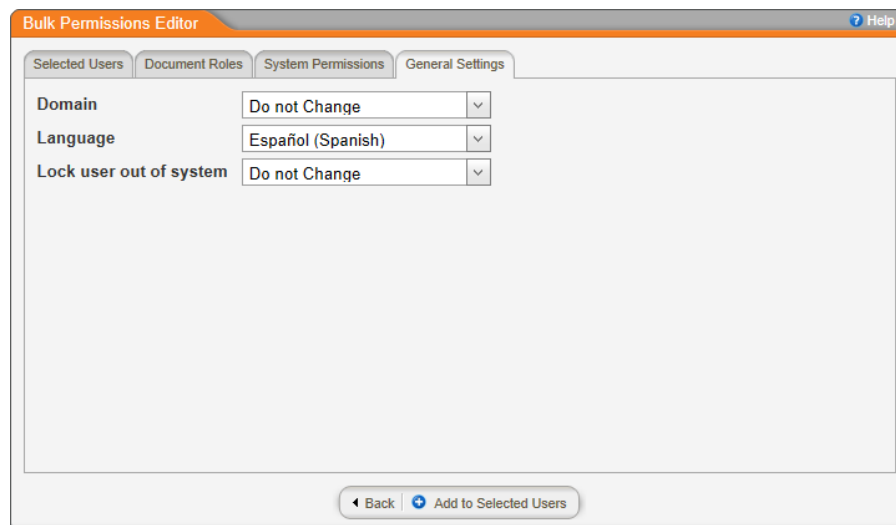 Bulk Permissions Editor
Help
Selected Users Document Roles System Permissions General Settings
Domain Do not Change
Language Español (Spanish)
Lock user out of system Do not Change
Back Add to Selected Users